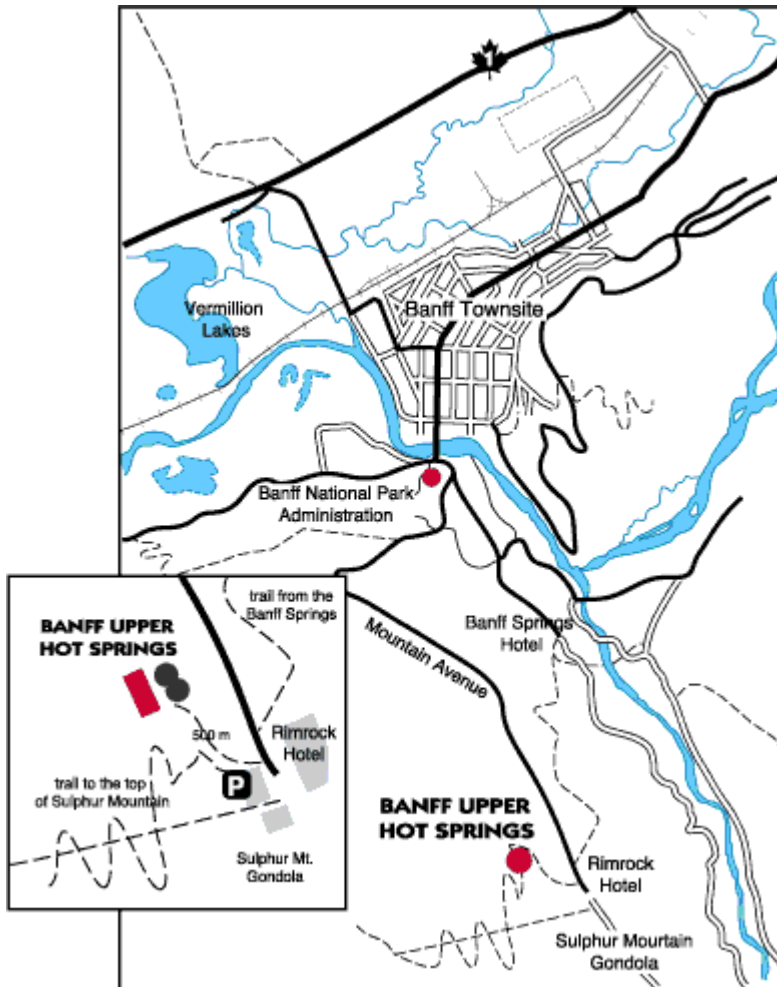 1
Vermillion
Lakes
Banff Townsite
Banff National Park
Administration
Mountain Avenue
Banff Springs
Hotel
BANFF UPPER
HOT SPRINGS
Rimrock
Hotel
Sulphur Mourtain
Gondola
trail from the
Banff Springs
BANFF UPPER
HOT SPRINGS
500 m
Rimrock
Hotel
P
trail to the top
of Sulphur Mountain
Sulphur Mt.
Gondola